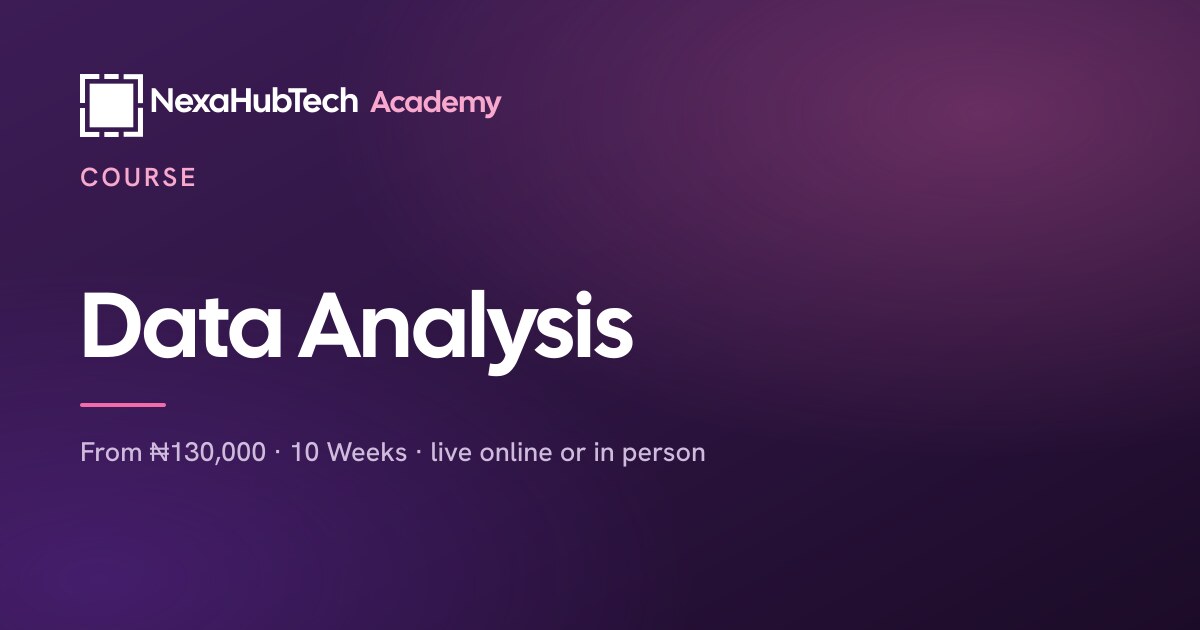 NexaHubTech Academy
COURSE
Data Analysis
From ₦130,000 · 10 Weeks · live online or in person